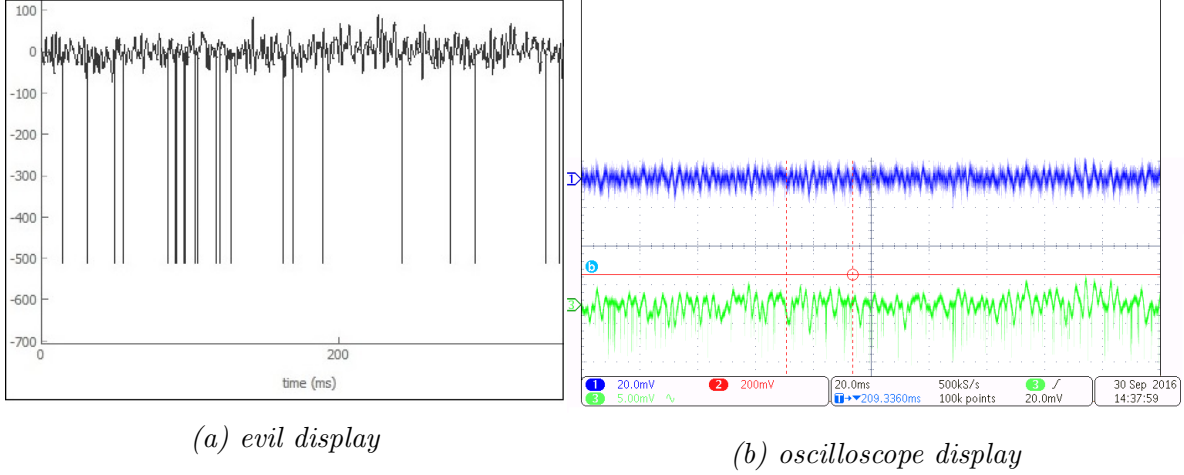 100
0
-100
-200
-300
-400
-500
-600
-700
0
200
time (ms)
1
b
3
1 20.0mV
2 200mV
3 5.00mV
20.0ms
500kS/s
3
T→▼209.3360ms
100k points
20.0mV
30 Sep 2016
14:37:59
(a) evil display
(b) oscilloscope display